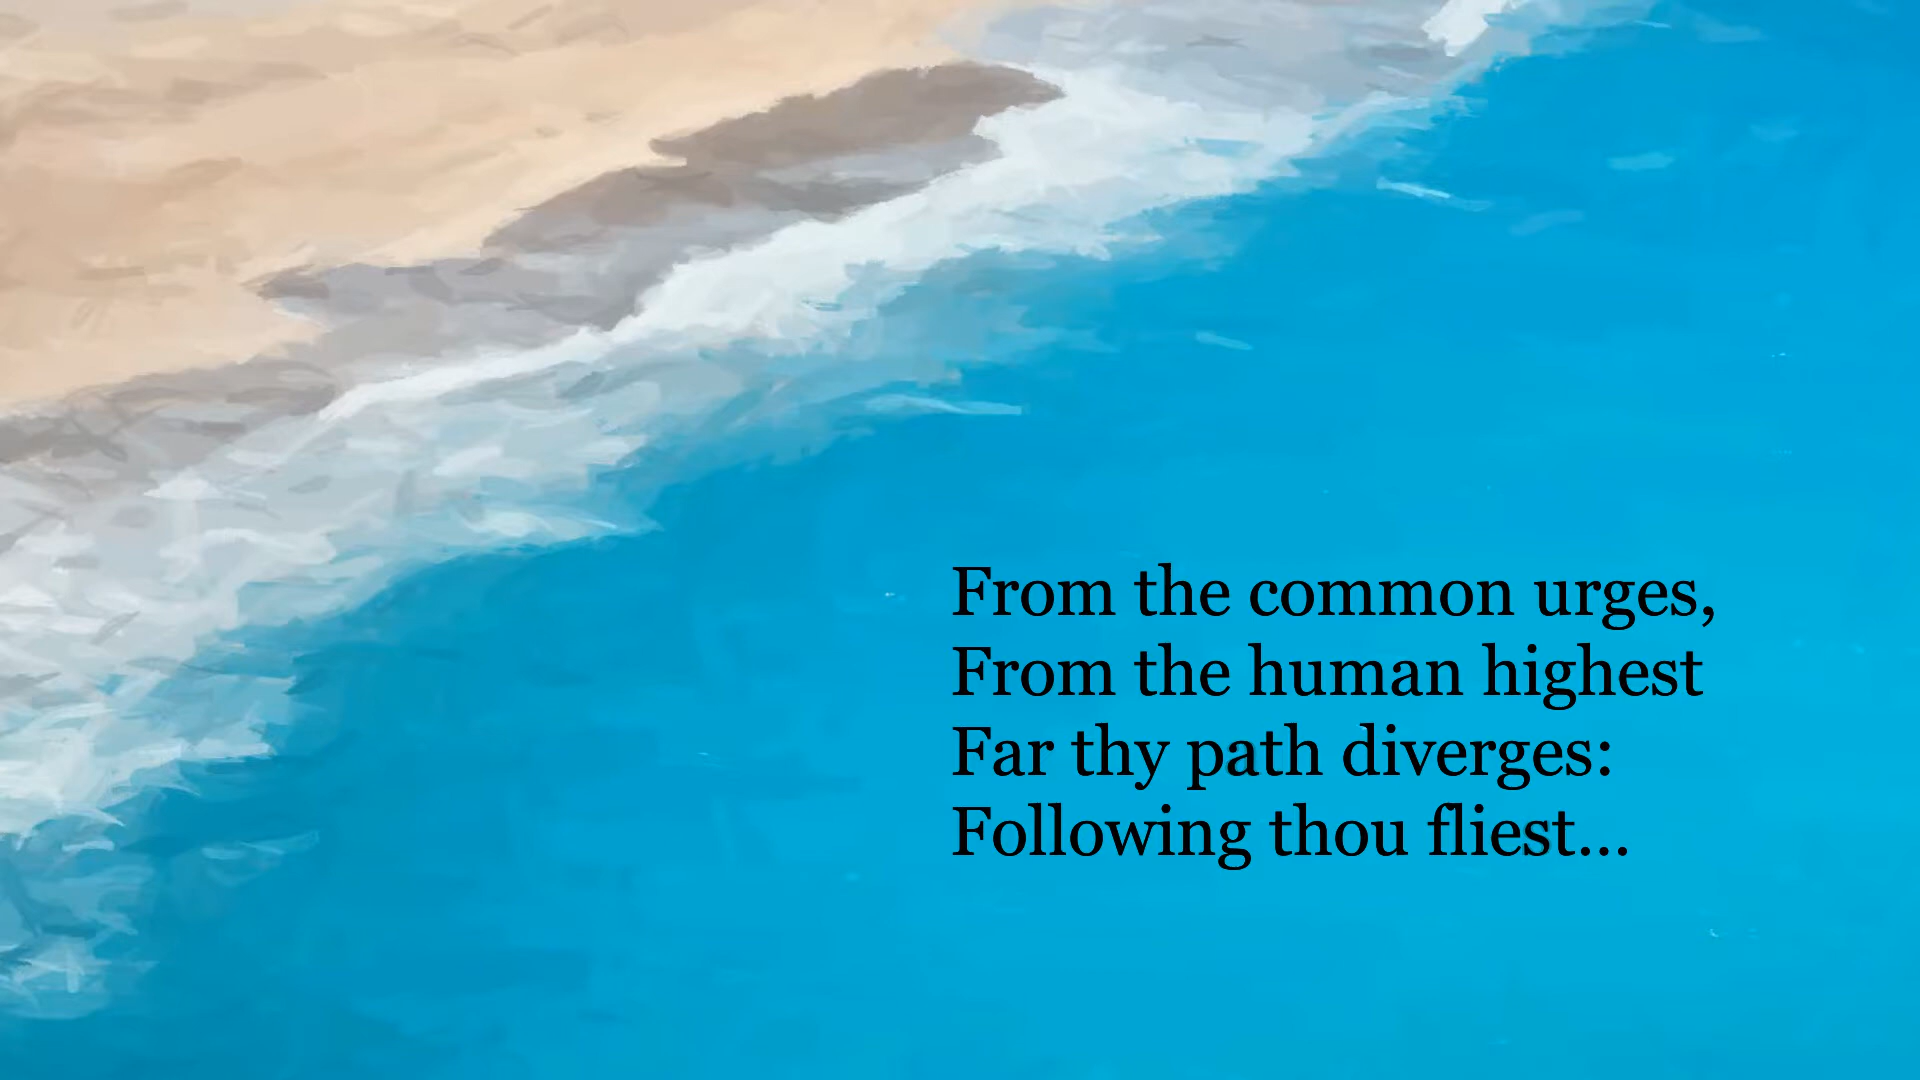 From the common urges,
From the human highest
Far thy path diverges:
Following thou fliest...